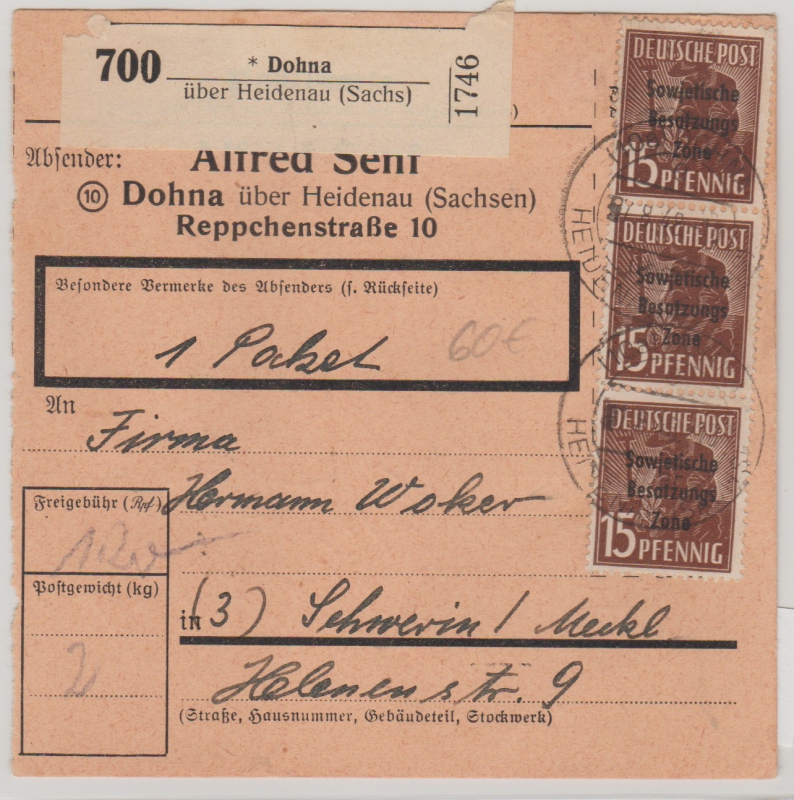 700 * Dohna
über Heidenau (Sachs)
1746
Absender: Alfred
⑩ Dohna über Heidenau (Sachsen)
Reppchenstraße 10
Besondere Vermerke des Absenders (s. Rückseite)
1 Paket
60€
An
Firma
Hermann Woker
Freigebühr (Rpf)
Postgewicht (kg)
2
in (3) Schwerin / Meckl
Helenenstr. 9
(Straße, Hausnummer, Gebäudeteil, Stockwerk)
DEUTSCHE POST
Sowjetische
Besatzungs
Zone
15 PFENNIG
DEUTSCHE POST
Sowjetische
Besatzungs
Zone
15 PFENNIG
DEUTSCHE POST
Sowjetische
Besatzungs
Zone
15 PFENNIG